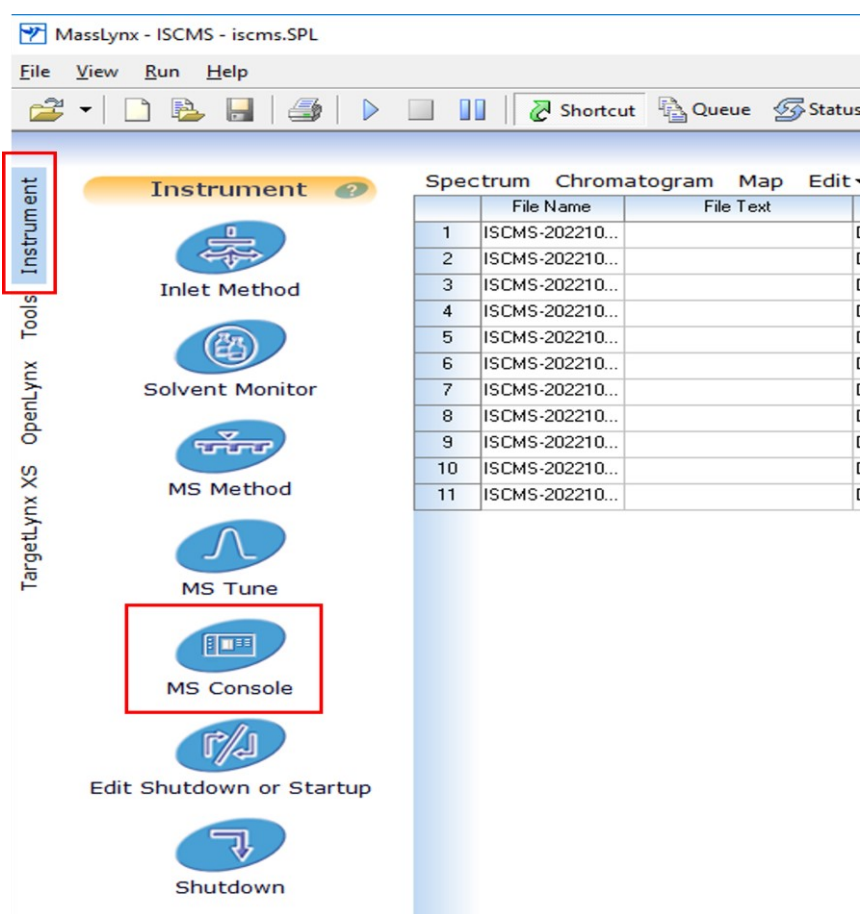 MassLynx - ISCMS - iscms.SPL
File View Run Help
Shortcut Queue Status
Instrument
Tools
OpenLynx
TargetLynx XS
Instrument ?
Inlet Method
Solvent Monitor
MS Method
MS Tune
MS Console
Edit Shutdown or Startup
Shutdown
Spectrum Chromatogram Map Edit
File Name File Text
1 ISCMS-202210...
2 ISCMS-202210...
3 ISCMS-202210...
4 ISCMS-202210...
5 ISCMS-202210...
6 ISCMS-202210...
7 ISCMS-202210...
8 ISCMS-202210...
9 ISCMS-202210...
10 ISCMS-202210...
11 ISCMS-202210...